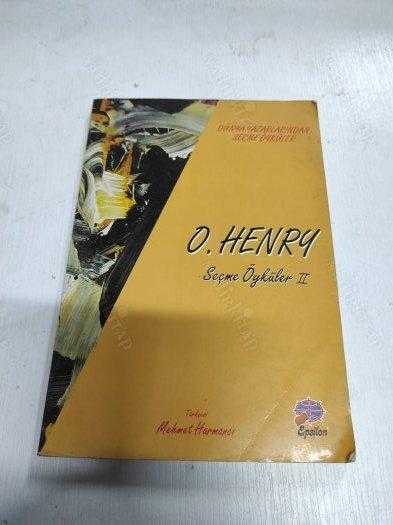 DÜNYA YAZARLARINDAN
SEÇME ÖYKÜLER
O. HENRY
Seçme Öyküler II
Türkçesi
Mehmet Harmancı
Epsilon